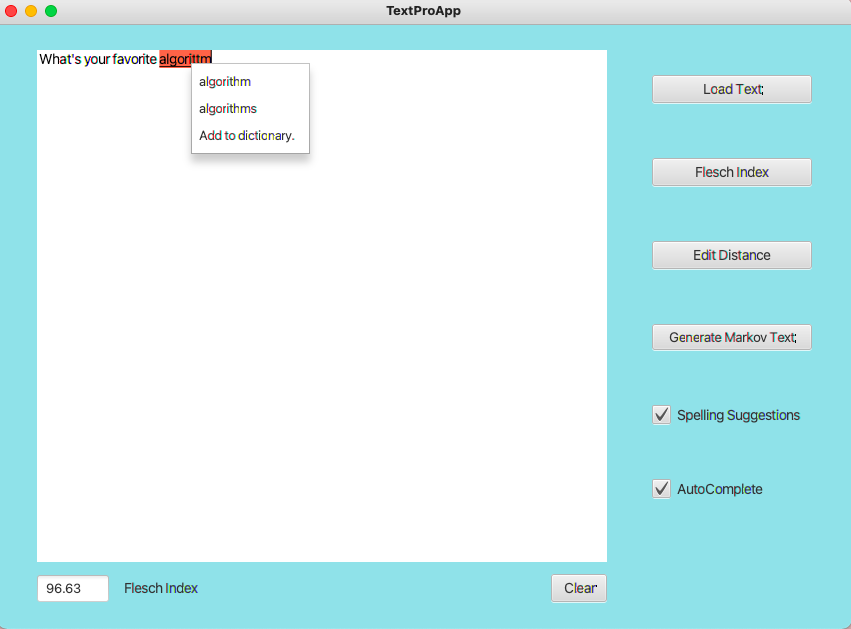 TextProApp
What's your favorite algorittm
algorithm
algorithms
Add to dictionary.
Load Text
Flesch Index
Edit Distance
Generate Markov Text
Spelling Suggestions
AutoComplete
96.63 Flesch Index
Clear